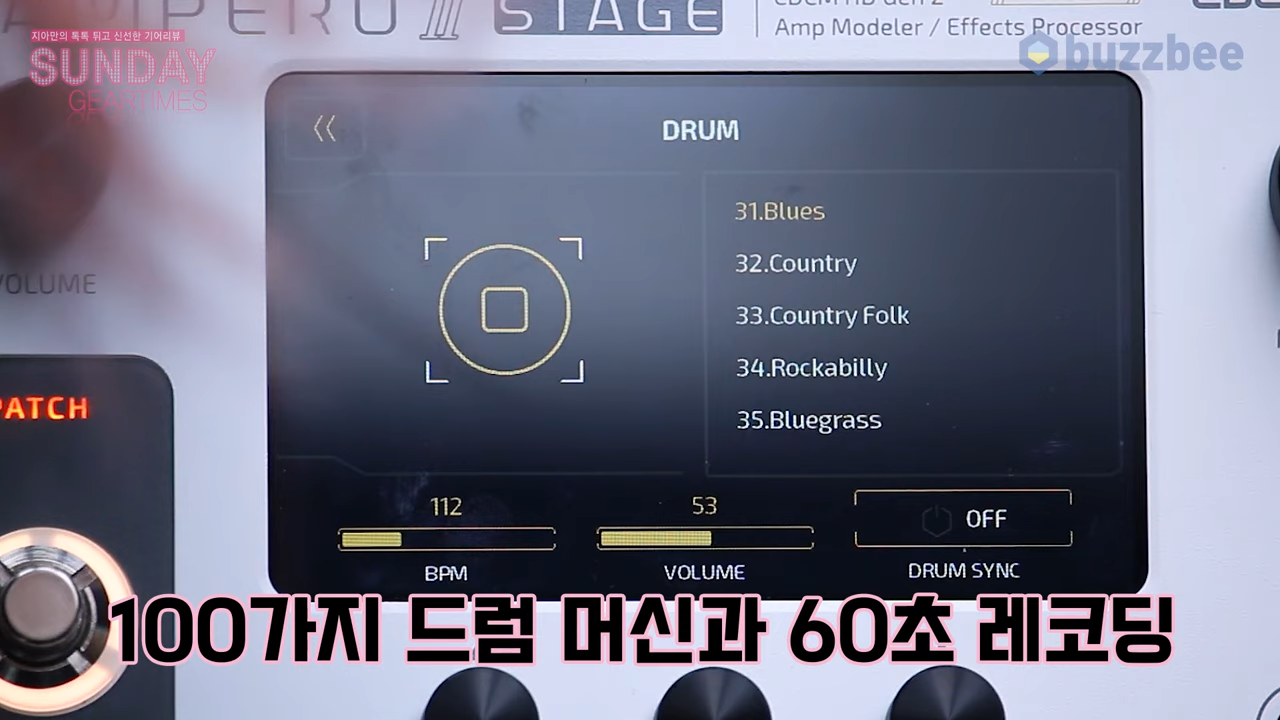 AMPERO II STAGE
Amp Modeler / Effects Processor
지아만의 톡톡 튀고 신선한 기어리뷰
SUNDAY
GEARTIMES
buzzbee
DRUM
31.Blues
32.Country
33.Country Folk
34.Rockabilly
35.Bluegrass
VOLUME
PATCH
112
BPM
53
VOLUME
OFF
DRUM SYNC
100가지 드럼 머신과 60초 레코딩